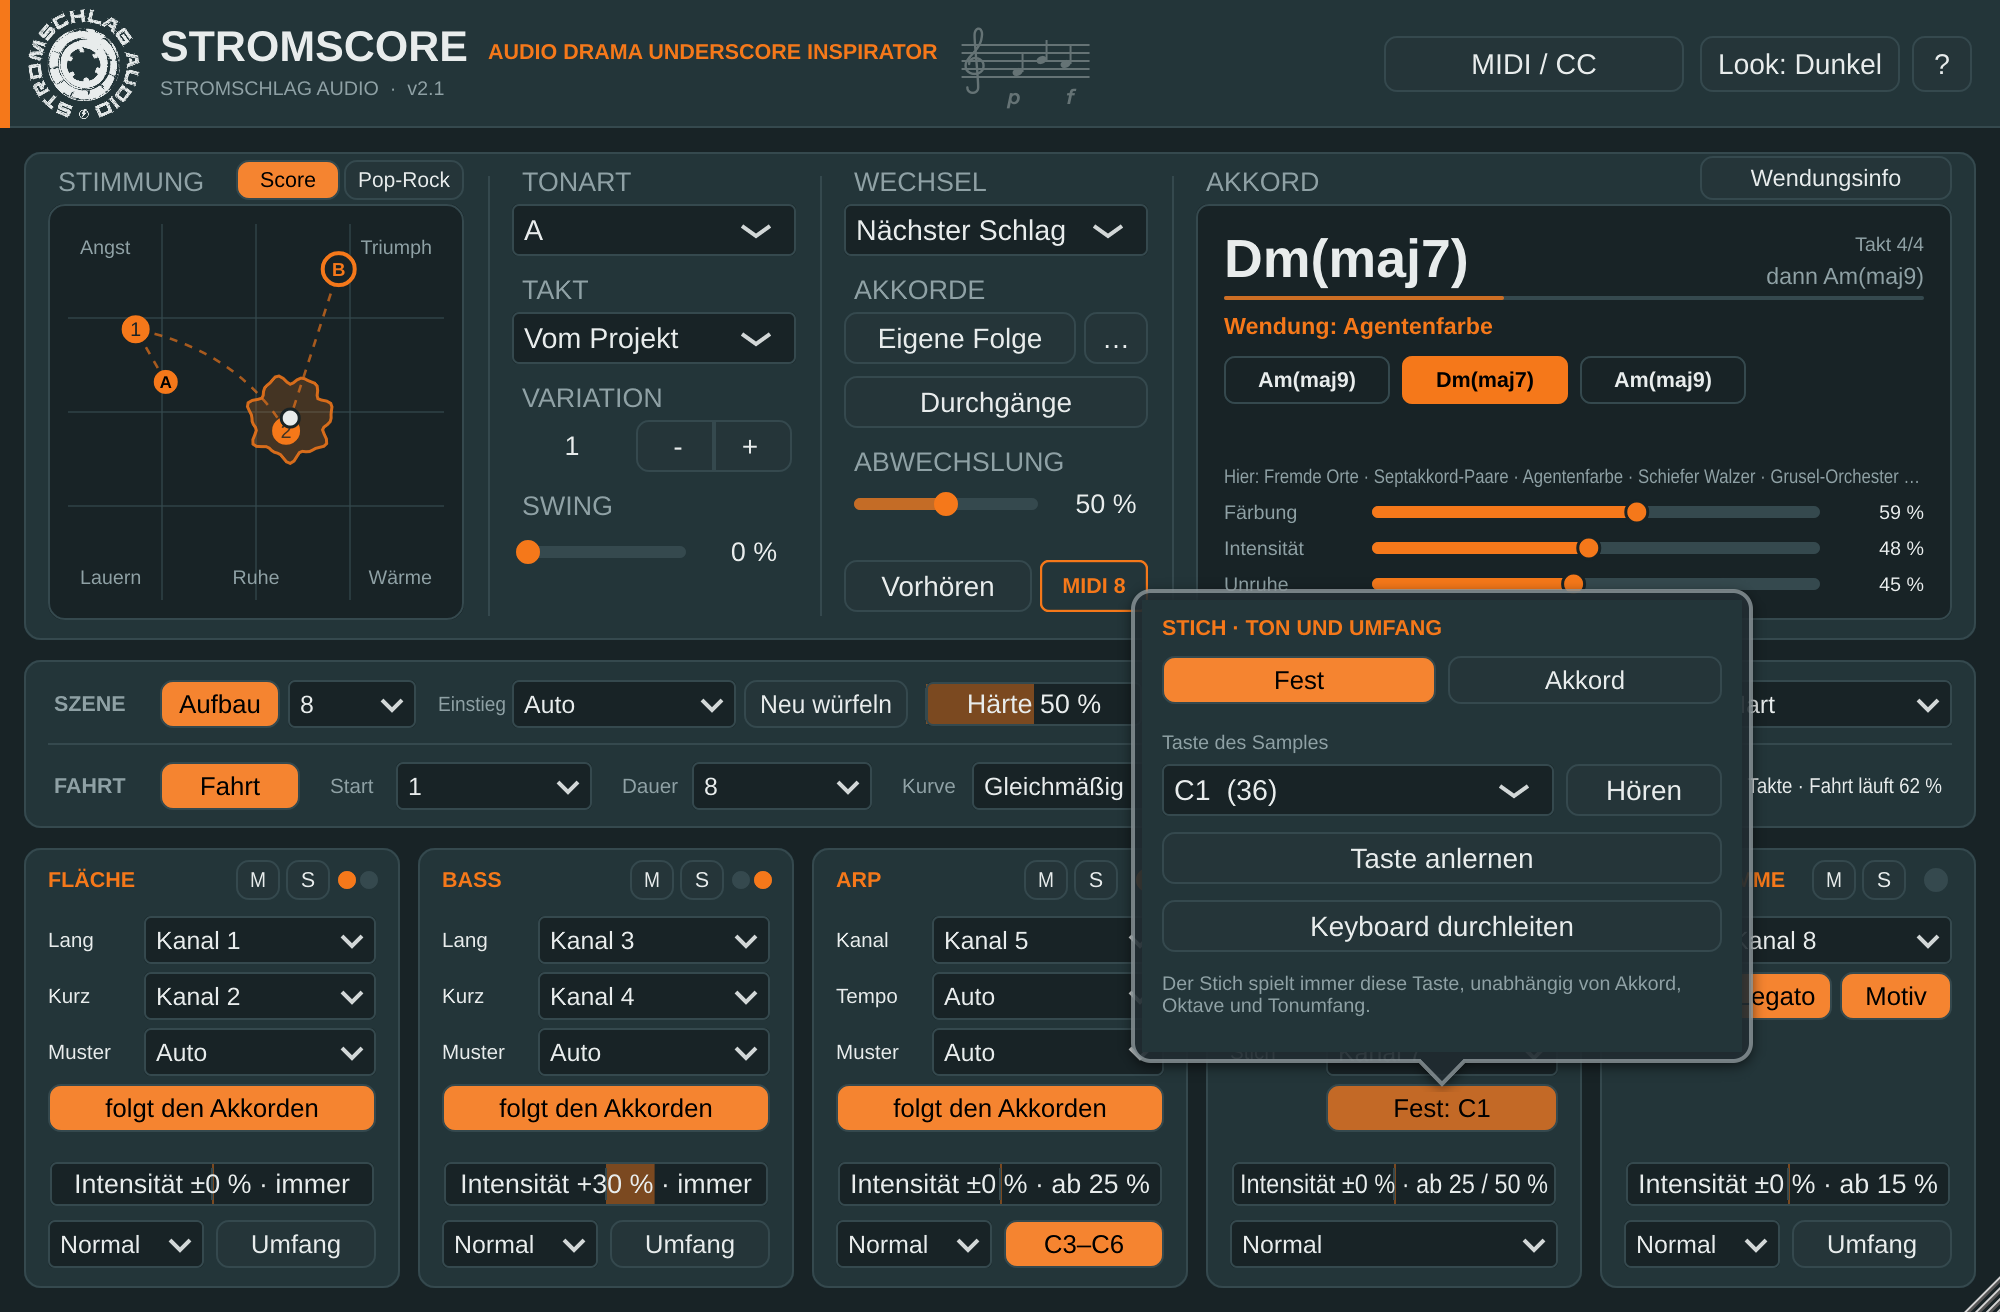 STROMSCHLAG AUDIO
STROMSCORE AUDIO DRAMA UNDERSCORE INSPIRATOR
STROMSCHLAG AUDIO · v2.1
p f
MIDI / CC
Look: Dunkel
?
STIMMUNG
Score
Pop-Rock
Angst
Triumph
B
1
A
2
Lauern
Ruhe
Wärme
TONART
A
TAKT
Vom Projekt
VARIATION
1
-
+
SWING
0 %
WECHSEL
Nächster Schlag
AKKORDE
Eigene Folge
...
Durchgänge
ABWECHSLUNG
50 %
Vorhören
MIDI 8
AKKORD
Wendungsinfo
Dm(maj7)
Takt 4/4
dann Am(maj9)
Wendung: Agentenfarbe
Am(maj9)
Dm(maj7)
Am(maj9)
Hier: Fremde Orte · Septakkord-Paare · Agentenfarbe · Schiefer Walzer · Grusel-Orchester ...
Färbung 59 %
Intensität 48 %
Unruhe 45 %
SZENE
Aufbau
8
Einstieg
Auto
Neu würfeln
Härte 50 %
art
FAHRT
Fahrt
Start
1
Dauer
8
Kurve
Gleichmäßig
Takte · Fahrt läuft 62 %
STICH · TON UND UMFANG
Fest
Akkord
Taste des Samples
C1 (36)
Hören
Taste anlernen
Keyboard durchleiten
Der Stich spielt immer diese Taste, unabhängig von Akkord,
Oktave und Tonumfang.
FLÄCHE
M
S
Lang
Kanal 1
Kurz
Kanal 2
Muster
Auto
folgt den Akkorden
Intensität ±0 % · immer
Normal
Umfang
BASS
M
S
Lang
Kanal 3
Kurz
Kanal 4
Muster
Auto
folgt den Akkorden
Intensität +30 % · immer
Normal
Umfang
ARP
M
S
Kanal
Kanal 5
Tempo
Auto
Muster
Auto
folgt den Akkorden
Intensität ±0 % · ab 25 %
Normal
C3–C6
Stich
Kanal 7
Fest: C1
Intensität ±0 % · ab 25 / 50 %
Normal
ME
M
S
Kanal 8
egato
Motiv
Intensität ±0 % · ab 15 %
Normal
Umfang